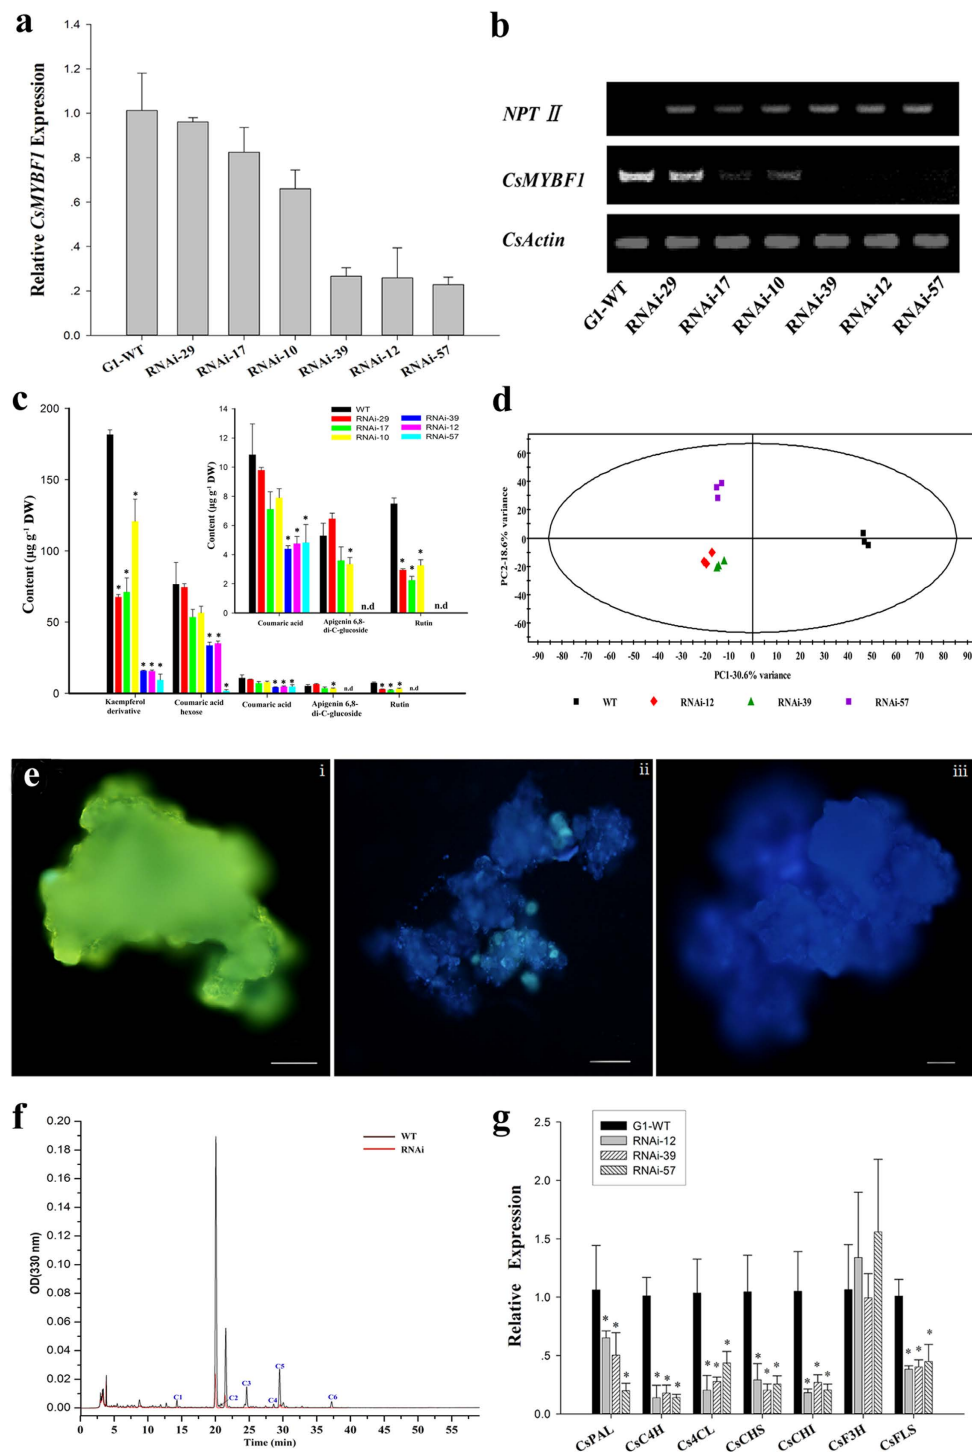 a
Relative CsMYBF1 Expression
1.4
1.2
1.0
.8
.6
.4
.2
0.0
G1-WT
RNAi-29
RNAi-17
RNAi-10
RNAi-39
RNAi-12
RNAi-57
b
NPT II
CsMYBF1
CsActin
G1-WT
RNAi-29
RNAi-17
RNAi-10
RNAi-39
RNAi-12
RNAi-57
c
Content (µg g-1 DW)
200
150
100
50
0
Content (µg g-1 DW)
14
12
10
8
6
4
2
0
WT
RNAi-29
RNAi-17
RNAi-10
RNAi-39
RNAi-12
RNAi-57
* * * * * * * * * *
n.d
n.d
Coumaric acid
Apigenin 6,8-
di-C-glucoside
Rutin
* * * * * * * * * * * * * * * * *
n.d
n.d
Kaempferol
derivative
Coumaric acid
hexose
Coumaric acid
Apigenin 6,8-
di-C-glucoside
Rutin
d
PC2-18.6% variance
60
40
20
0
-20
-40
-60
-90 -80 -70 -60 -50 -40 -30 -20 -10 0 10 20 30 40 50 60 70 80 90
PC1-30.6% variance
WT
RNAi-12
RNAi-39
RNAi-57
e
i
ii
iii
f
OD(330 nm)
0.20
0.18
0.16
0.14
0.12
0.10
0.08
0.06
0.04
0.02
0.00
WT
RNAi
C1
C2
C3
C4
C5
C6
0 5 10 15 20 25 30 35 40 45 50 55
Time (min)
g
Relative Expression
2.5
2.0
1.5
1.0
.5
0.0
G1-WT
RNAi-12
RNAi-39
RNAi-57
* * * * * * * * * * * * * * * * * *
CsPAL
CsC4H
Cs4CL
CsCHS
CsCHI
CsF3H
CsFLS